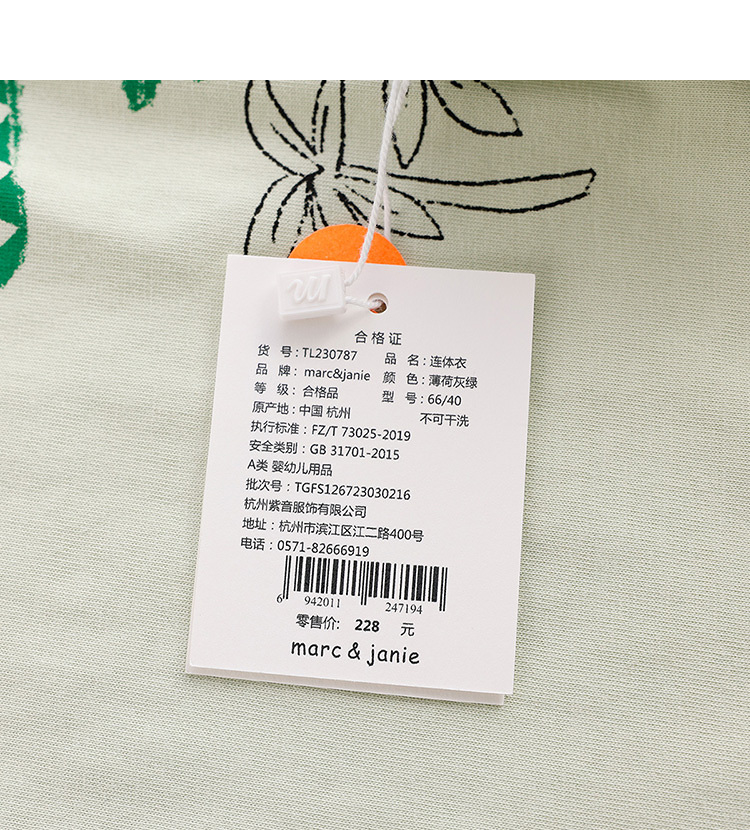 m
合格证
货 号：TL230787 品 名：连体衣
品 牌：marc&janie 颜 色：薄荷灰绿
等 级：合格品 型 号：66/40
原产地：中国 杭州 不可干洗
执行标准：FZ/T 73025-2019
安全类别：GB 31701-2015
A类 婴幼儿用品
批次号：TGFS126723030216
杭州紫音服饰有限公司
地址：杭州市滨江区江二路400号
电话：0571-82666919
6 942011 247194
零售价: 228 元
marc & janie